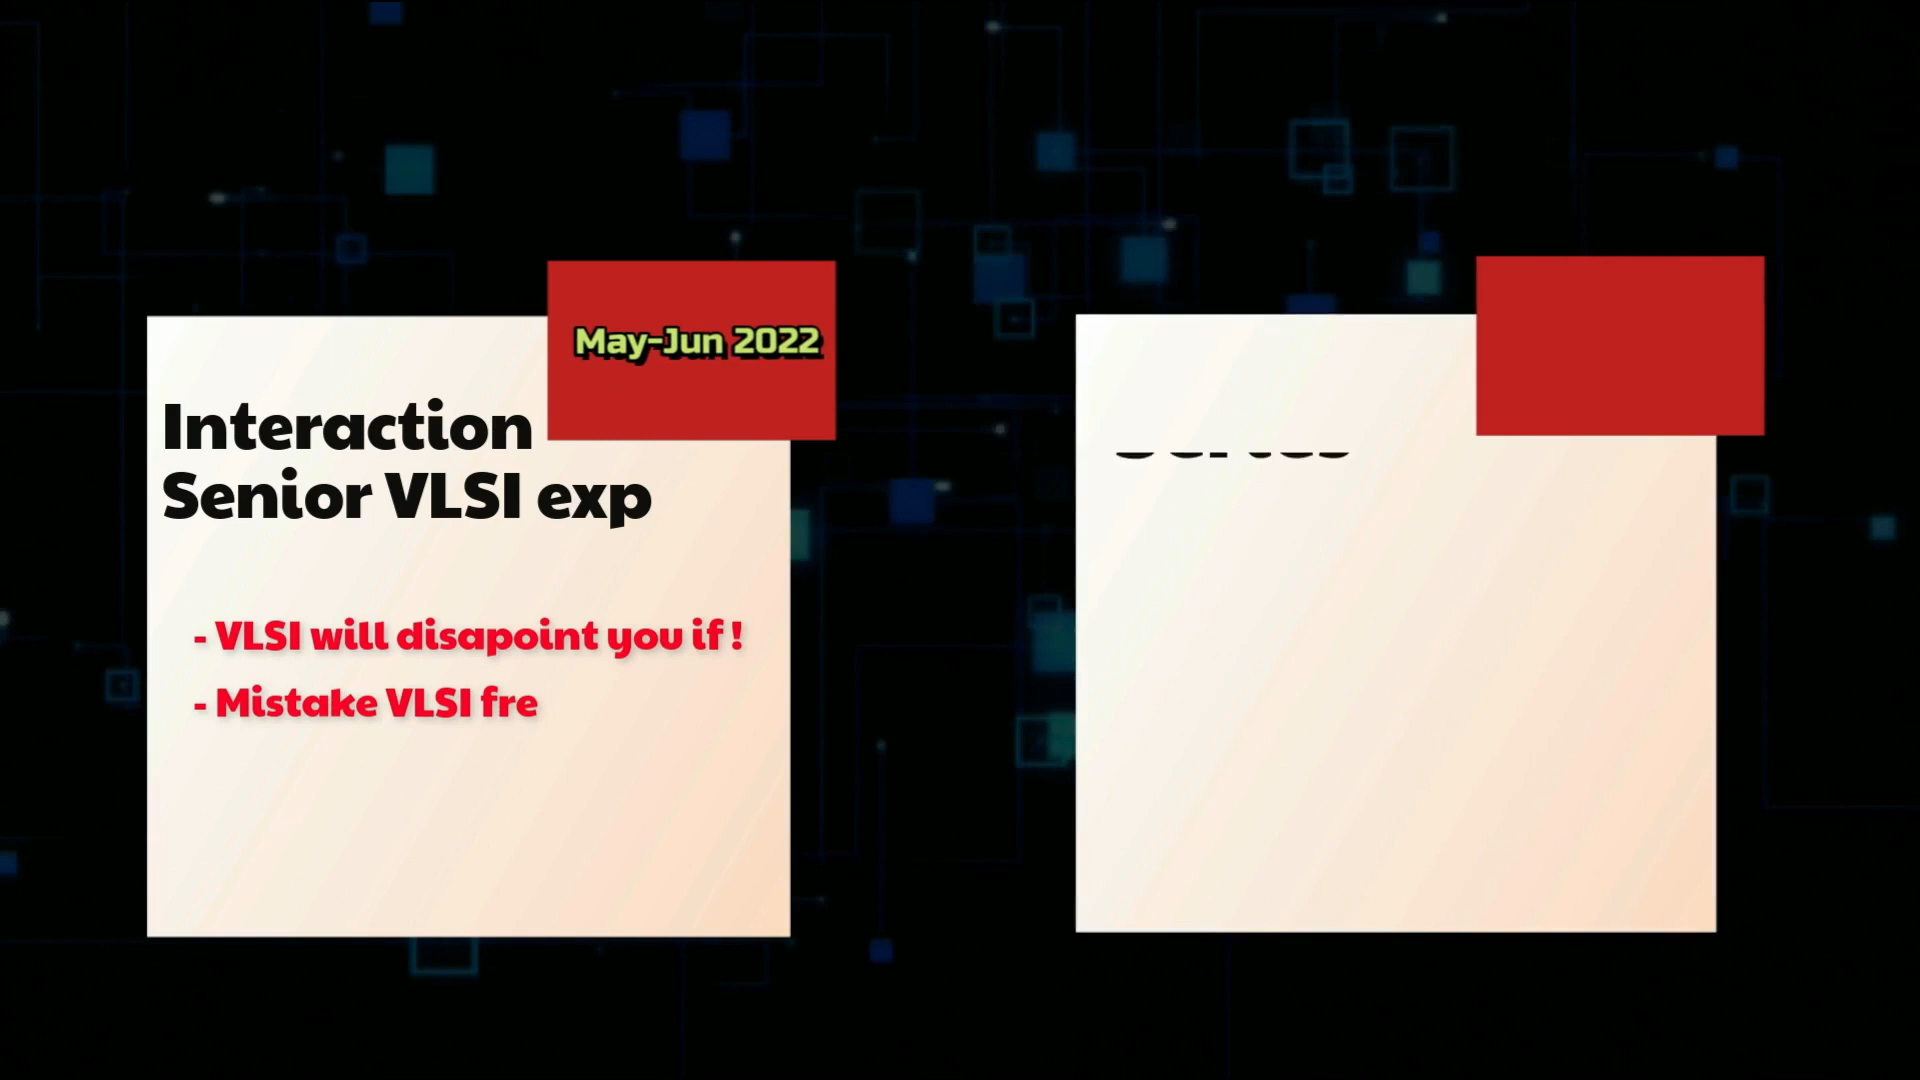 May-Jun 2022
Interaction
Senior VLSI exp
- VLSI will disapoint you if !
- Mistake VLSI fre